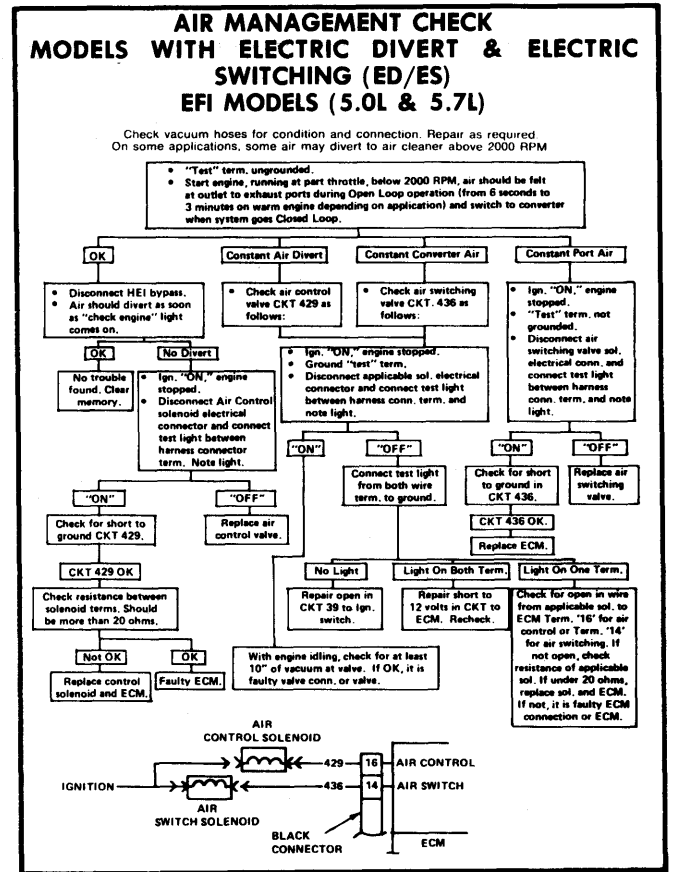 AIR MANAGEMENT CHECK
MODELS WITH ELECTRIC DIVERT & ELECTRIC
SWITCHING (ED/ES)
EFI MODELS (5.0L & 5.7L)
Check vacuum hoses for condition and connection. Repair as required
On some applications, some air may divert to air cleaner above 2000 RPM
• "Test" term. ungrounded.
• Start engine, running at part throttle, below 2000 RPM, air should be felt
at outlet to exhaust ports during Open Loop operation (from 6 seconds to
3 minutes on warm engine depending on application) and switch to converter
when system goes Closed Loop.
OK
Constant Air Divert
Constant Converter Air
Constant Port Air
• Disconnect HEI bypass.
• Air should divert as soon
as "check engine" light
comes on.
• Check air control
valve CKT 429 as
follows:
• Check air switching
valve CKT. 436 as
follows:
• Ign. "ON," engine
stopped.
• "Test" term. not
grounded.
• Disconnect air
switching valve sol.
electrical conn. and
connect test light
between harness
conn. term. and note
light.
OK
No Divert
No trouble
found. Clear
memory.
• Ign. "ON," engine
stopped.
• Disconnect Air Control
solenoid electrical
connector and connect
test light between
harness connector
term. Note light.
• Ign. "ON," engine stopped.
• Ground "test" term.
• Disconnect applicable sol. electrical
connector and connect test light
between harness conn. term. and
note light.
"ON"
"OFF"
"ON"
"OFF"
Connect test light
from both wire
term. to ground.
Check for short
to ground in
CKT 436.
Replace air
switching
valve.
CKT 436 OK.
Replace ECM.
"ON"
"OFF"
Check for short to
ground CKT 429.
Replace air
control valve.
CKT 429 OK
Check resistance between
solenoid terms. Should
be more than 20 ohms.
Not OK
OK
Replace control
solenoid and ECM.
Faulty ECM.
No Light
Light On Both Term.
Light On One Term.
Repair open in
CKT 39 to Ign.
switch.
Repair short to
12 volts in CKT to
ECM. Recheck.
Check for open in wire
from applicable sol. to
ECM Term. '16' for air
control or Term. '14'
for air switching. If
not open, check
resistance of applicable
sol. If under 20 ohms,
replace sol. and ECM.
If not, it is faulty ECM
connection or ECM.
With engine idling, check for at least
10" of vacuum at valve. If OK, it is
faulty valve conn. or valve.
AIR
CONTROL SOLENOID
429
16
AIR CONTROL
IGNITION
436
14
AIR SWITCH
AIR
SWITCH SOLENOID
BLACK
CONNECTOR
ECM